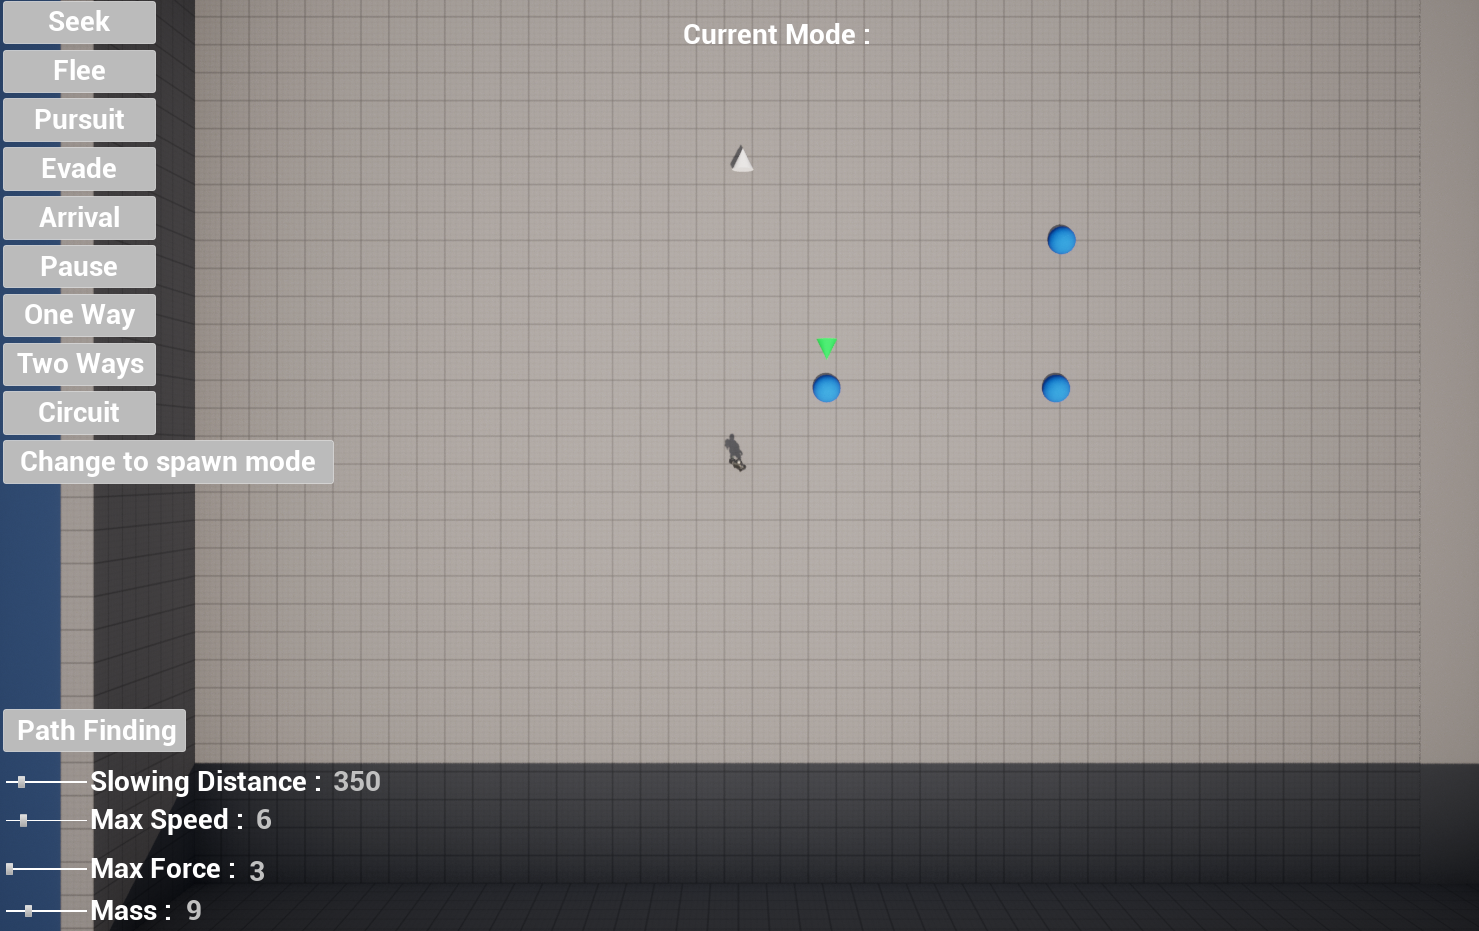 Seek
Flee
Pursuit
Evade
Arrival
Pause
One Way
Two Ways
Circuit
Change to spawn mode
Current Mode :
Path Finding
Slowing Distance : 350
Max Speed : 6
Max Force : 3
Mass : 9